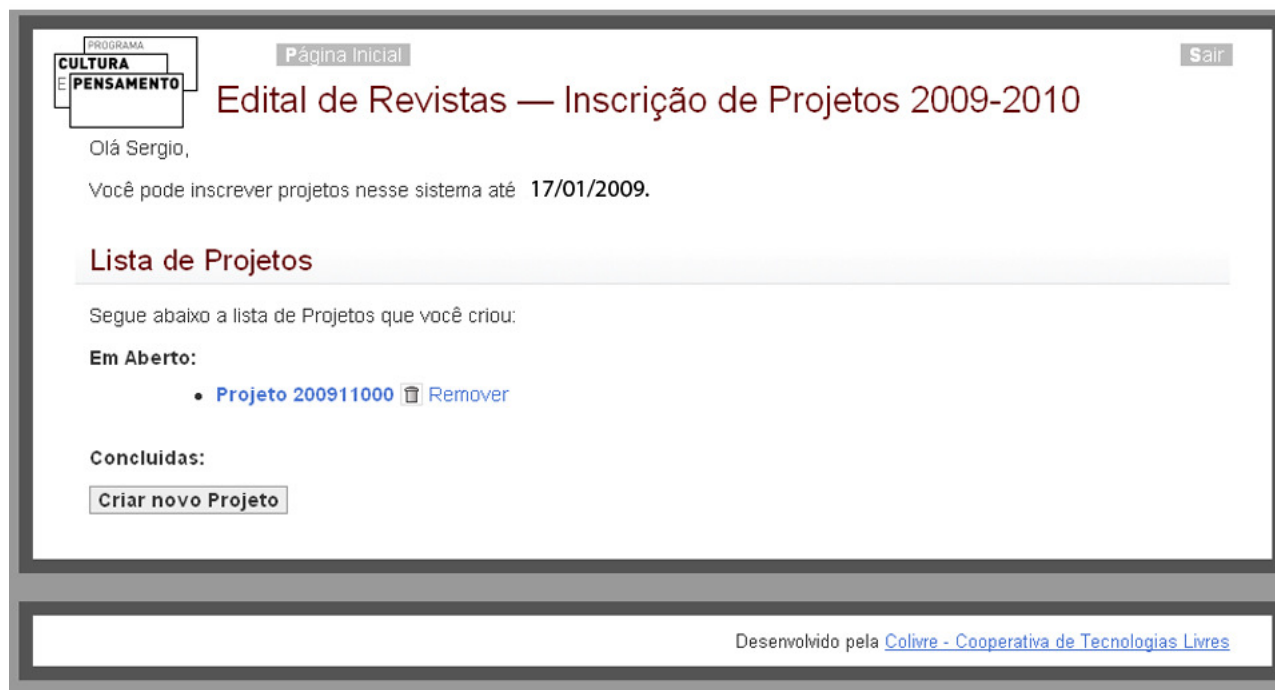 PROGRAMA
CULTURA
E PENSAMENTO
Página Inicial
Sair
Edital de Revistas — Inscrição de Projetos 2009-2010
Olá Sergio,
Você pode inscrever projetos nesse sistema até 17/01/2009.
Lista de Projetos
Segue abaixo a lista de Projetos que você criou:
Em Aberto:
• Projeto 200911000 Remover
Concluidas:
Criar novo Projeto
Desenvolvido pela Colivre - Cooperativa de Tecnologias Livres